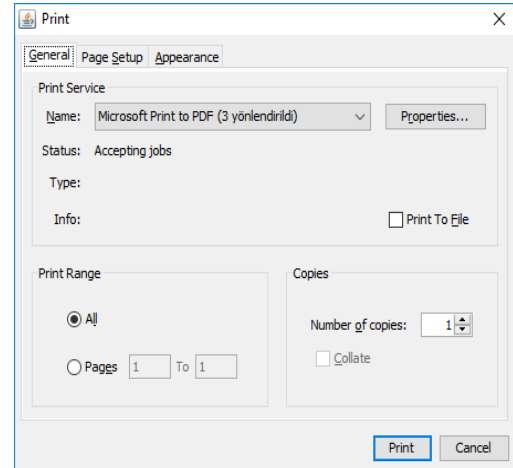 Print
General Page Setup Appearance
Print Service
Name: Microsoft Print to PDF (3 yönlendirildi) Properties...
Status: Accepting jobs
Type:
Info: Print To File
Print Range Copies
All Number of copies: 1
Pages 1 To 1 Collate
Print Cancel